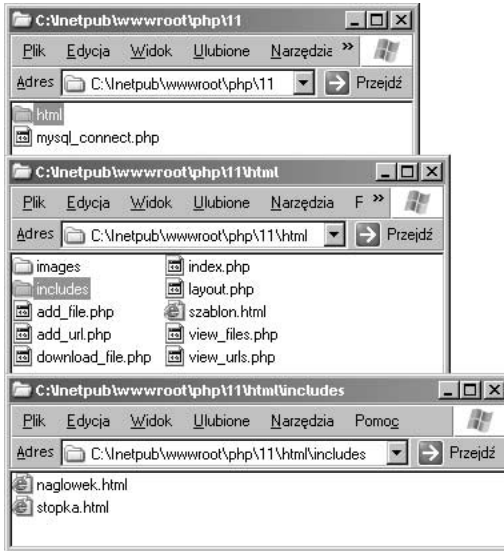 C:\Inetpub\wwwroot\php\11
Plik Edycja Widok Ulubione Narzędzie »
Adres C:\Inetpub\wwwroot\php\11 Przejdź
html
mysql_connect.php
C:\Inetpub\wwwroot\php\11\html
Plik Edycja Widok Ulubione Narzędzia F »
Adres C:\Inetpub\wwwroot\php\11\html Przejdź
images
includes
add_file.php
add_url.php
download_file.php
index.php
layout.php
szablon.html
view_files.php
view_urls.php
C:\Inetpub\wwwroot\php\11\html\includes
Plik Edycja Widok Ulubione Narzędzia Pomoc
Adres C:\Inetpub\wwwroot\php\11\html\includes Przejdź
naglowek.html
stopka.html